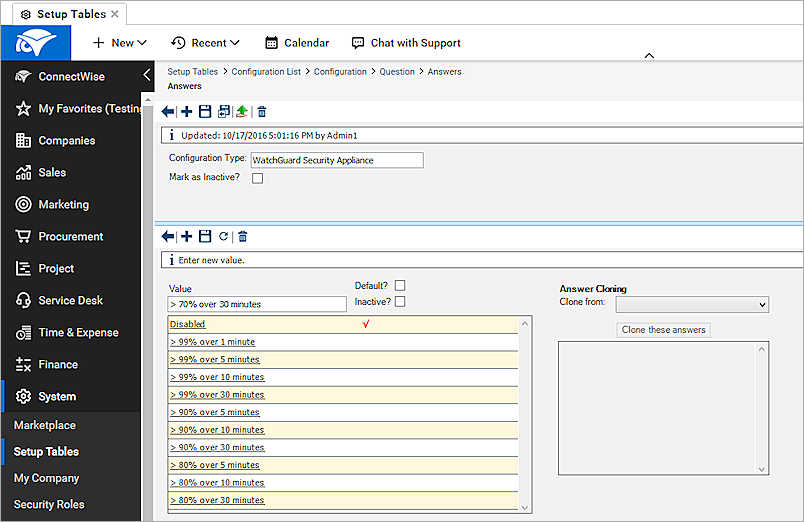 Setup Tables
New
Recent
Calendar
Chat with Support
ConnectWise
My Favorites (Testing
Companies
Sales
Marketing
Procurement
Project
Service Desk
Time & Expense
Finance
System
Marketplace
Setup Tables
My Company
Security Roles
Setup Tables > Configuration List > Configuration > Question > Answers
Answers
Updated: 10/17/2016 5:01:16 PM by Admin1
Configuration Type: WatchGuard Security Appliance
Mark as Inactive?
Enter new value.
Value
Default?
> 70% over 30 minutes
Inactive?
Disabled √
> 99% over 1 minute
> 99% over 5 minutes
> 99% over 10 minutes
> 99% over 30 minutes
> 90% over 5 minutes
> 90% over 10 minutes
> 90% over 30 minutes
> 80% over 5 minutes
> 80% over 10 minutes
> 80% over 30 minutes
Answer Cloning
Clone from:
Clone these answers